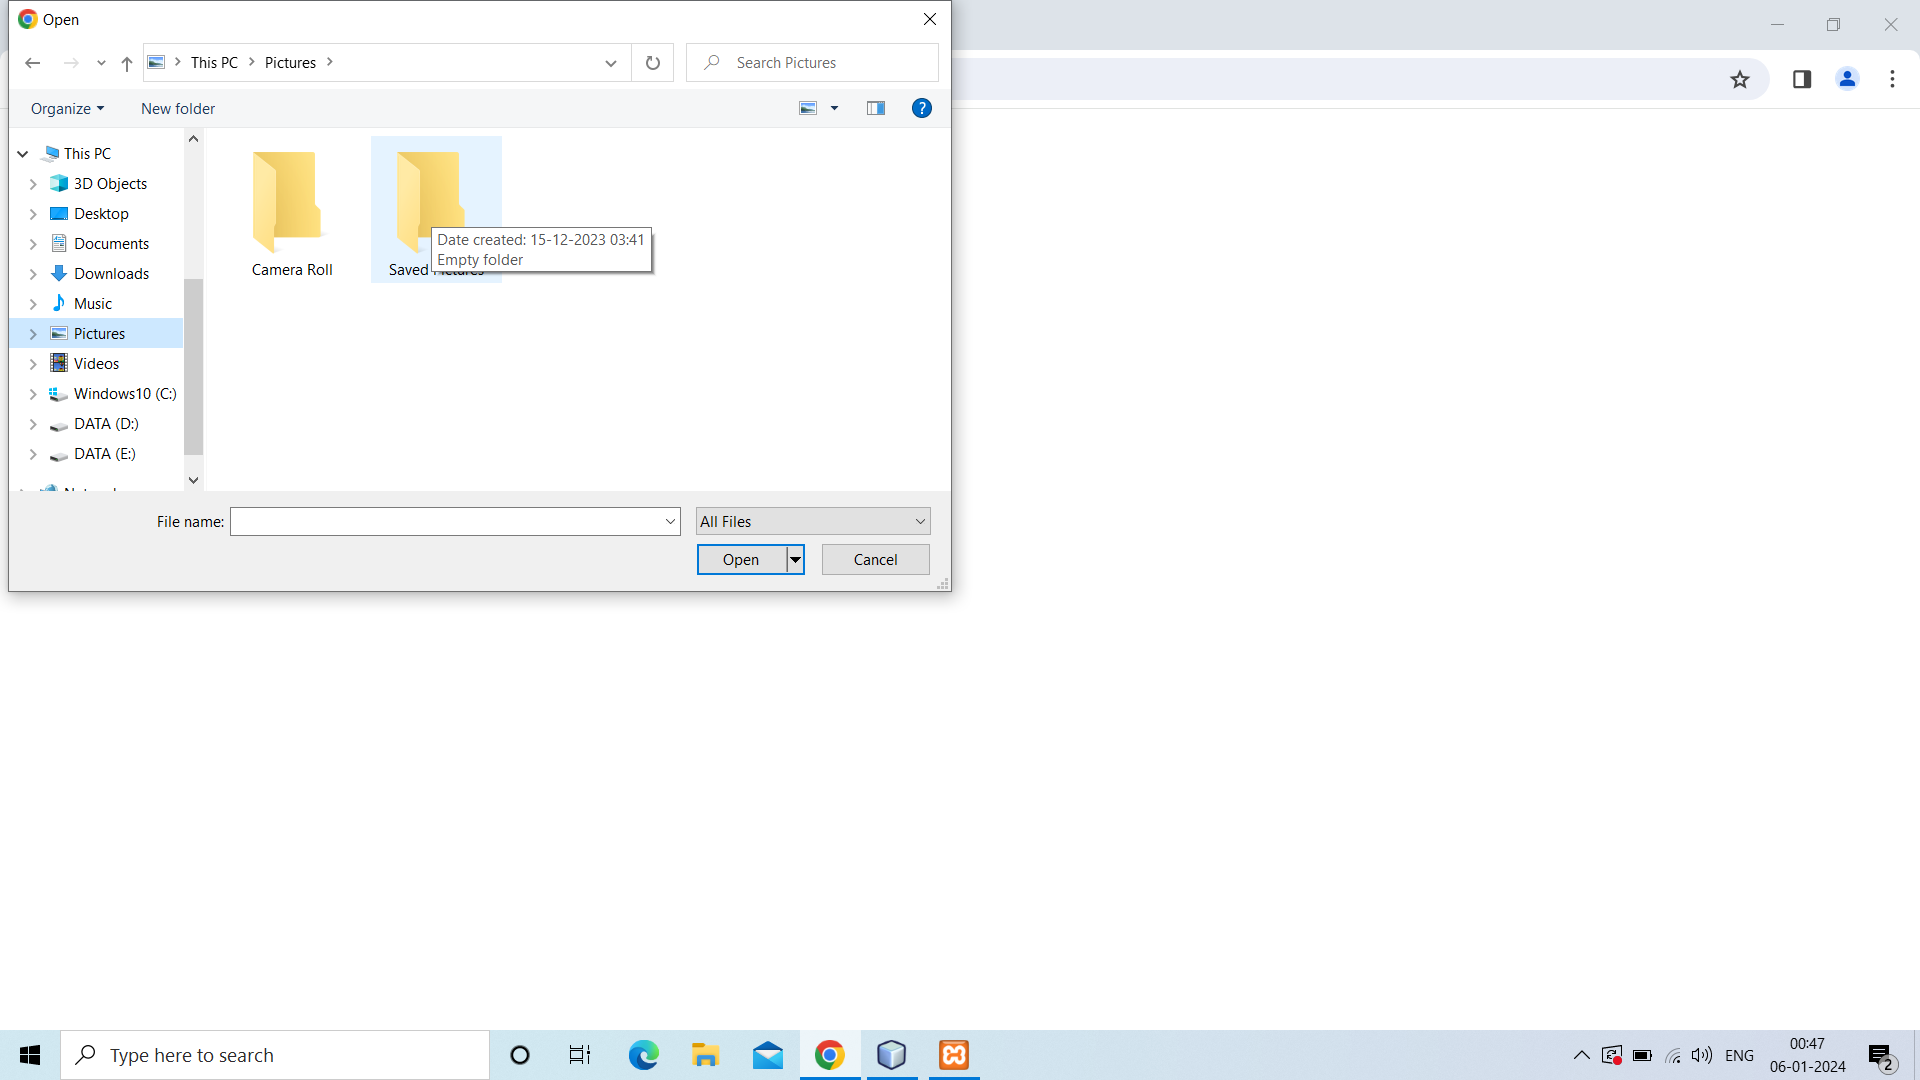 Open
This PC
Pictures
Search Pictures
Organize
New folder
?
This PC
3D Objects
Desktop
Documents
Downloads
Music
Pictures
Videos
Windows10 (C:)
DATA (D:)
DATA (E:)
Camera Roll
Saved
Date created: 15-12-2023 03:41
Empty folder
File name:
All Files
Open
Cancel
Type here to search
ENG
00:47
06-01-2024
2